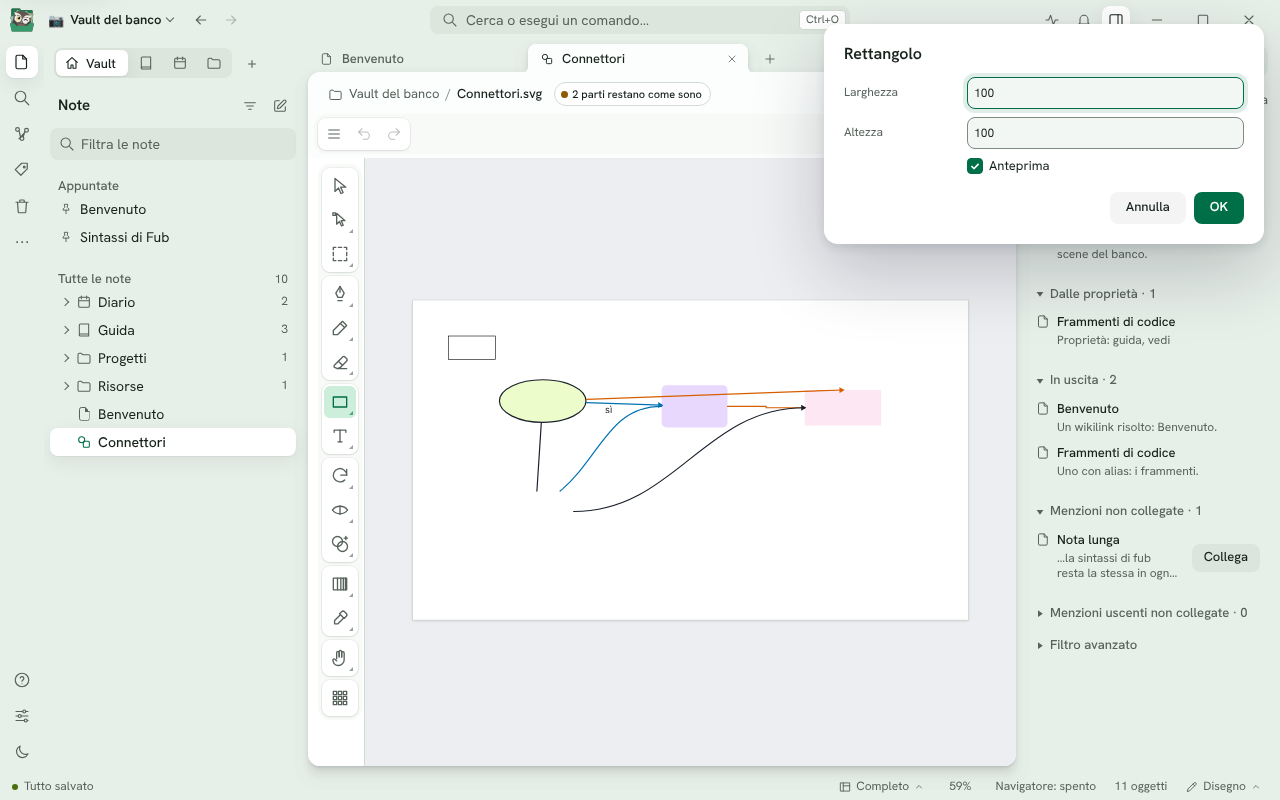 Vault del banco
Cerca o esegui un comando...
Ctrl+O
Vault
Benvenuto
Connettori
Rettangolo
Larghezza
100
Altezza
100
Anteprima
Annulla
OK
Note
Filtra le note
Appuntate
Benvenuto
Sintassi di Fub
Tutte le note
10
Diario
2
Guida
3
Progetti
1
Risorse
1
Benvenuto
Connettori
Vault del banco / Connettori.svg
2 parti restano come sono
sì
a
scene del banco.
Dalle proprietà · 1
Frammenti di codice
Proprietà: guida, vedi
In uscita · 2
Benvenuto
Un wikilink risolto: Benvenuto.
Frammenti di codice
Uno con alias: i frammenti.
Menzioni non collegate · 1
Nota lunga
...la sintassi di fub
resta la stessa in ogn...
Collega
Menzioni uscenti non collegate · 0
Filtro avanzato
Tutto salvato
Completo
59%
Navigatore: spento
11 oggetti
Disegno